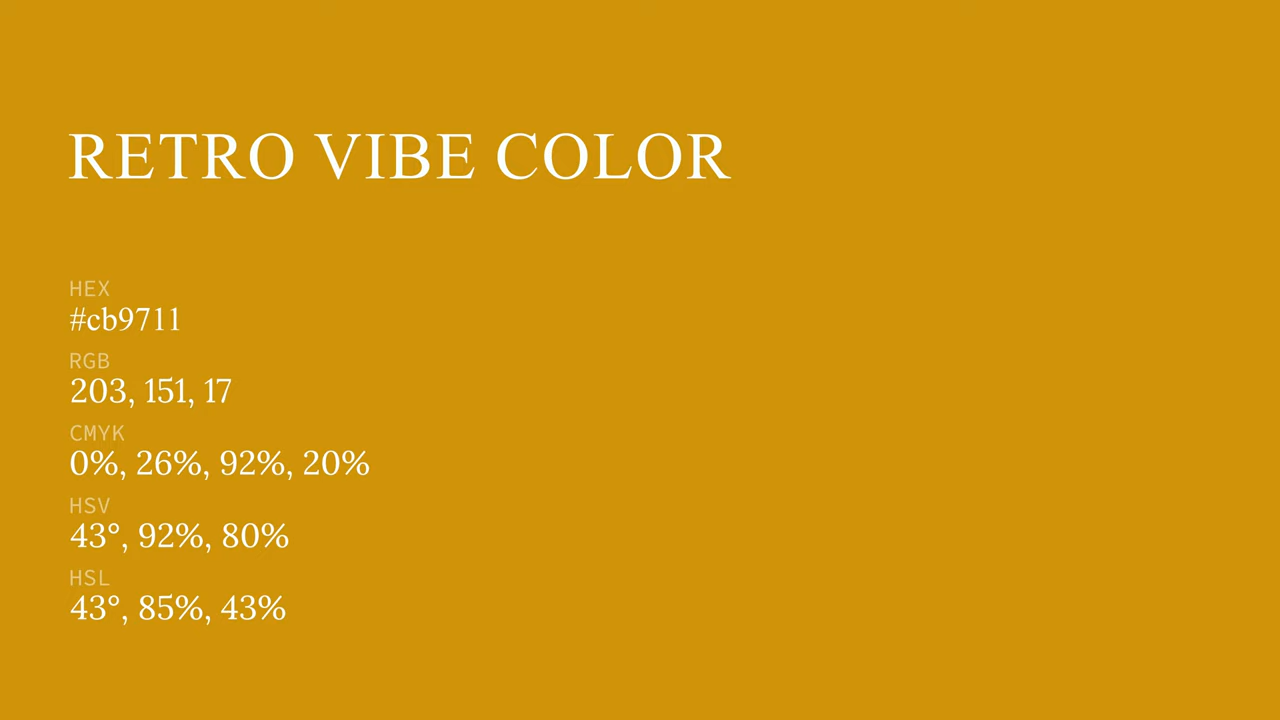 RETRO VIBE COLOR
HEX
#cb9711
RGB
203, 151, 17
CMYK
0%, 26%, 92%, 20%
HSV
43°, 92%, 80%
HSL
43°, 85%, 43%